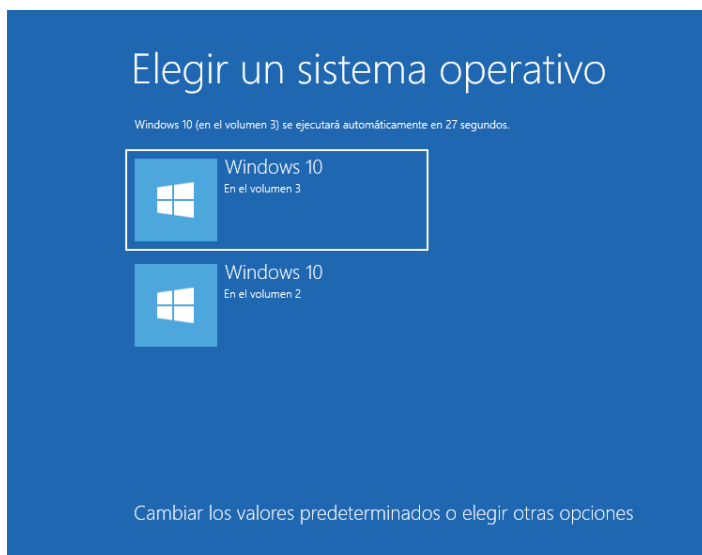 Elegir un sistema operativo
Windows 10 (en el volumen 3) se ejecutará automáticamente en 27 segundos.
Windows 10
En el volumen 3
Windows 10
En el volumen 2
Cambiar los valores predeterminados o elegir otras opciones